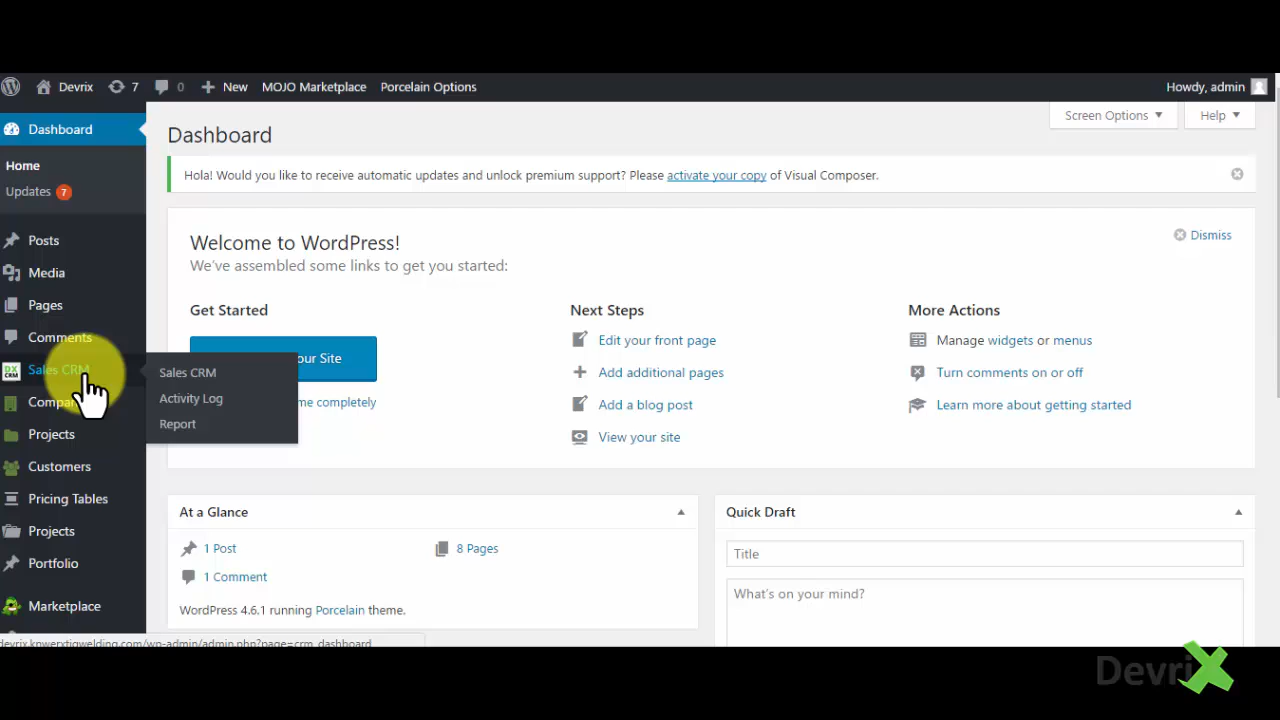 Devrix 7 0 New MOJO Marketplace Porcelain Options Howdy, admin
Dashboard
Home
Updates 7
Posts
Media
Pages
Comments
DX CRM Sales CRM
Projects
Customers
Pricing Tables
Projects
Portfolio
Marketplace
Sales CRM
Activity Log
Report
Screen Options Help
Dashboard
Hola! Would you like to receive automatic updates and unlock premium support? Please activate your copy of Visual Composer.
Welcome to WordPress!
Dismiss
We've assembled some links to get you started:
Get Started
our Site
me completely
Next Steps
Edit your front page
Add additional pages
Add a blog post
View your site
More Actions
Manage widgets or menus
Turn comments on or off
Learn more about getting started
At a Glance
1 Post
8 Pages
1 Comment
WordPress 4.6.1 running Porcelain theme.
Quick Draft
Title
What's on your mind?
DevriX